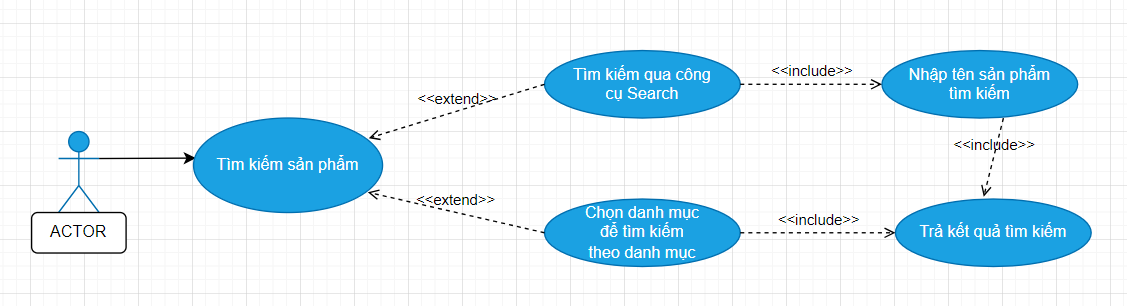 ACTOR
Tìm kiếm sản phẩm
<<extend>>
<<extend>>
Tìm kiếm qua công
cụ Search
<<include>>
Nhập tên sản phẩm
tìm kiếm
<<include>>
Chọn danh mục
để tìm kiếm
theo danh mục
<<include>>
Trả kết quả tìm kiếm